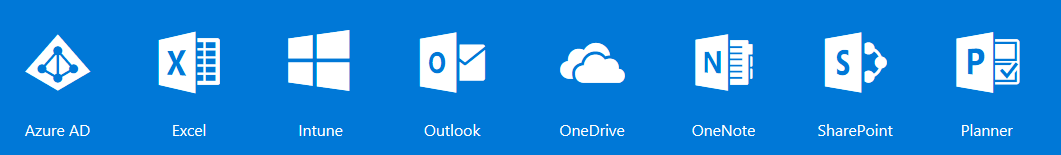 X
O
N
S
P
Azure AD
Excel
Intune
Outlook
OneDrive
OneNote
SharePoint
Planner